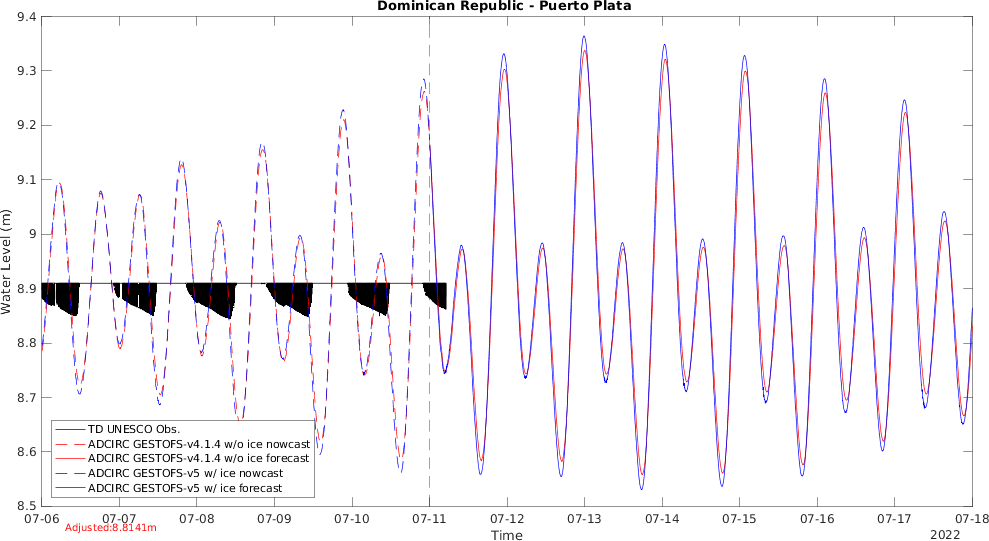 Dominican Republic - Puerto Plata
9.4
9.3
9.2
9.1
9
8.9
8.8
8.7
8.6
8.5
Water Level (m)
TD UNESCO Obs.
ADCIRC GESTOFS-v4.1.4 w/o ice nowcast
ADCIRC GESTOFS-v4.1.4 w/o ice forecast
ADCIRC GESTOFS-v5 w/ ice nowcast
ADCIRC GESTOFS-v5 w/ ice forecast
07-06 07-07 07-08 07-09 07-10 07-11 07-12 07-13 07-14 07-15 07-16 07-17 07-18
Adjusted:8.8141m
Time
2022